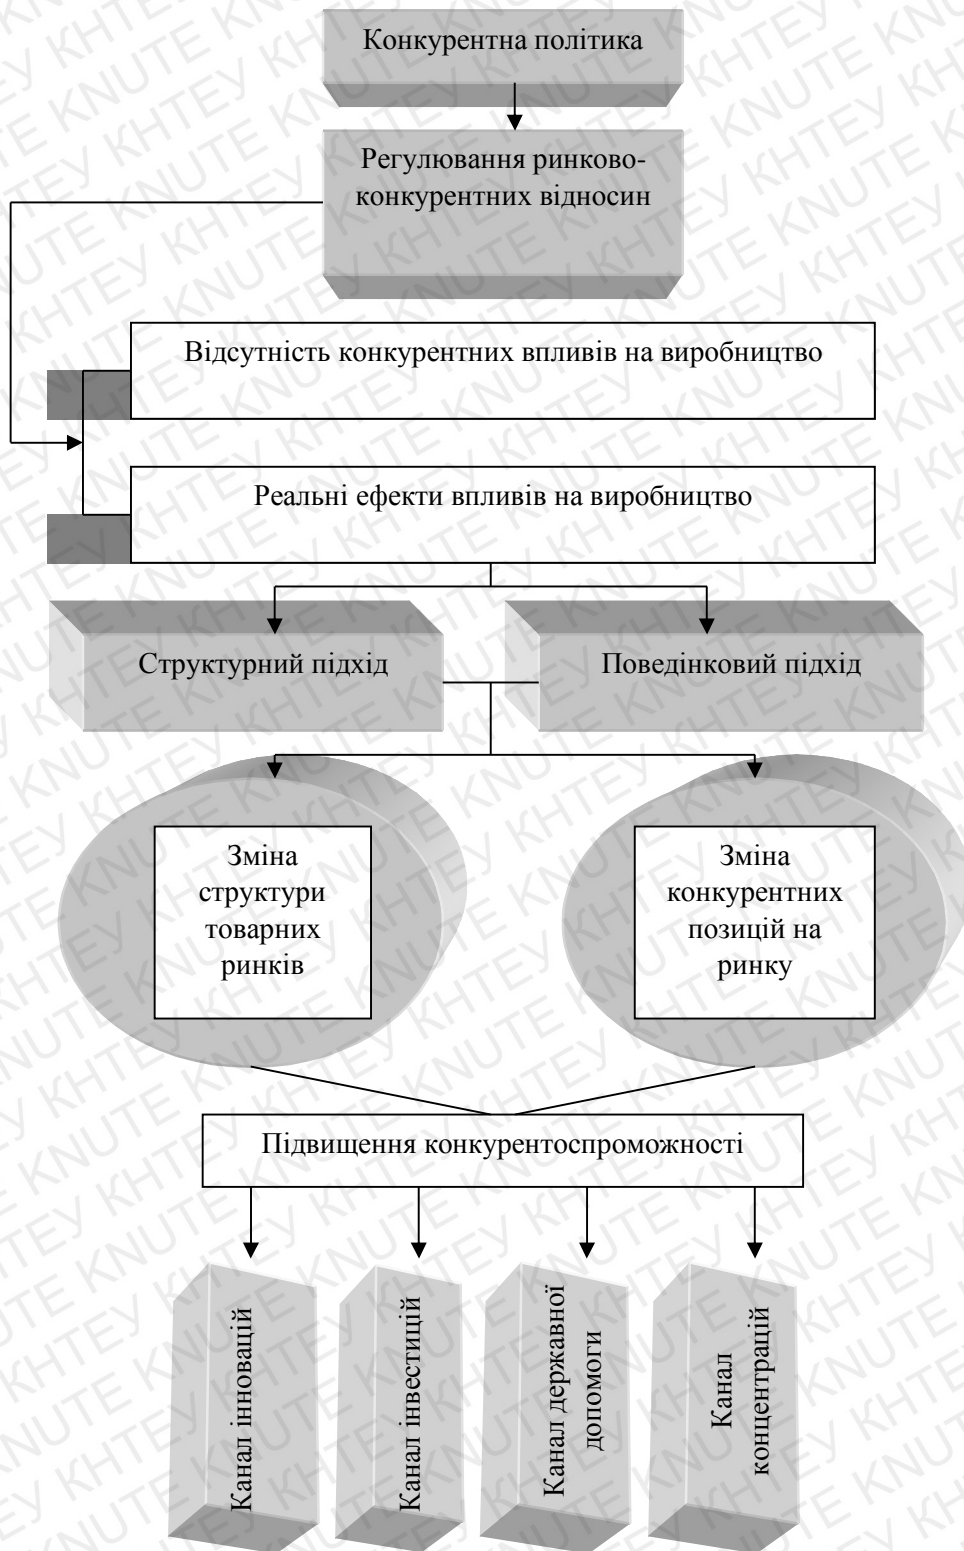 Конкурентна політика
Регулювання ринково-
конкурентних відносин
Відсутність конкурентних впливів на виробництво
Реальні ефекти впливів на виробництво
Структурний підхід
Поведінковий підхід
Зміна
структури
товарних
ринків
Зміна
конкурентних
позицій на
ринку
Підвищення конкурентоспроможності
Канал інновацій
Канал інвестицій
Канал державної
допомоги
Канал
концентрацій